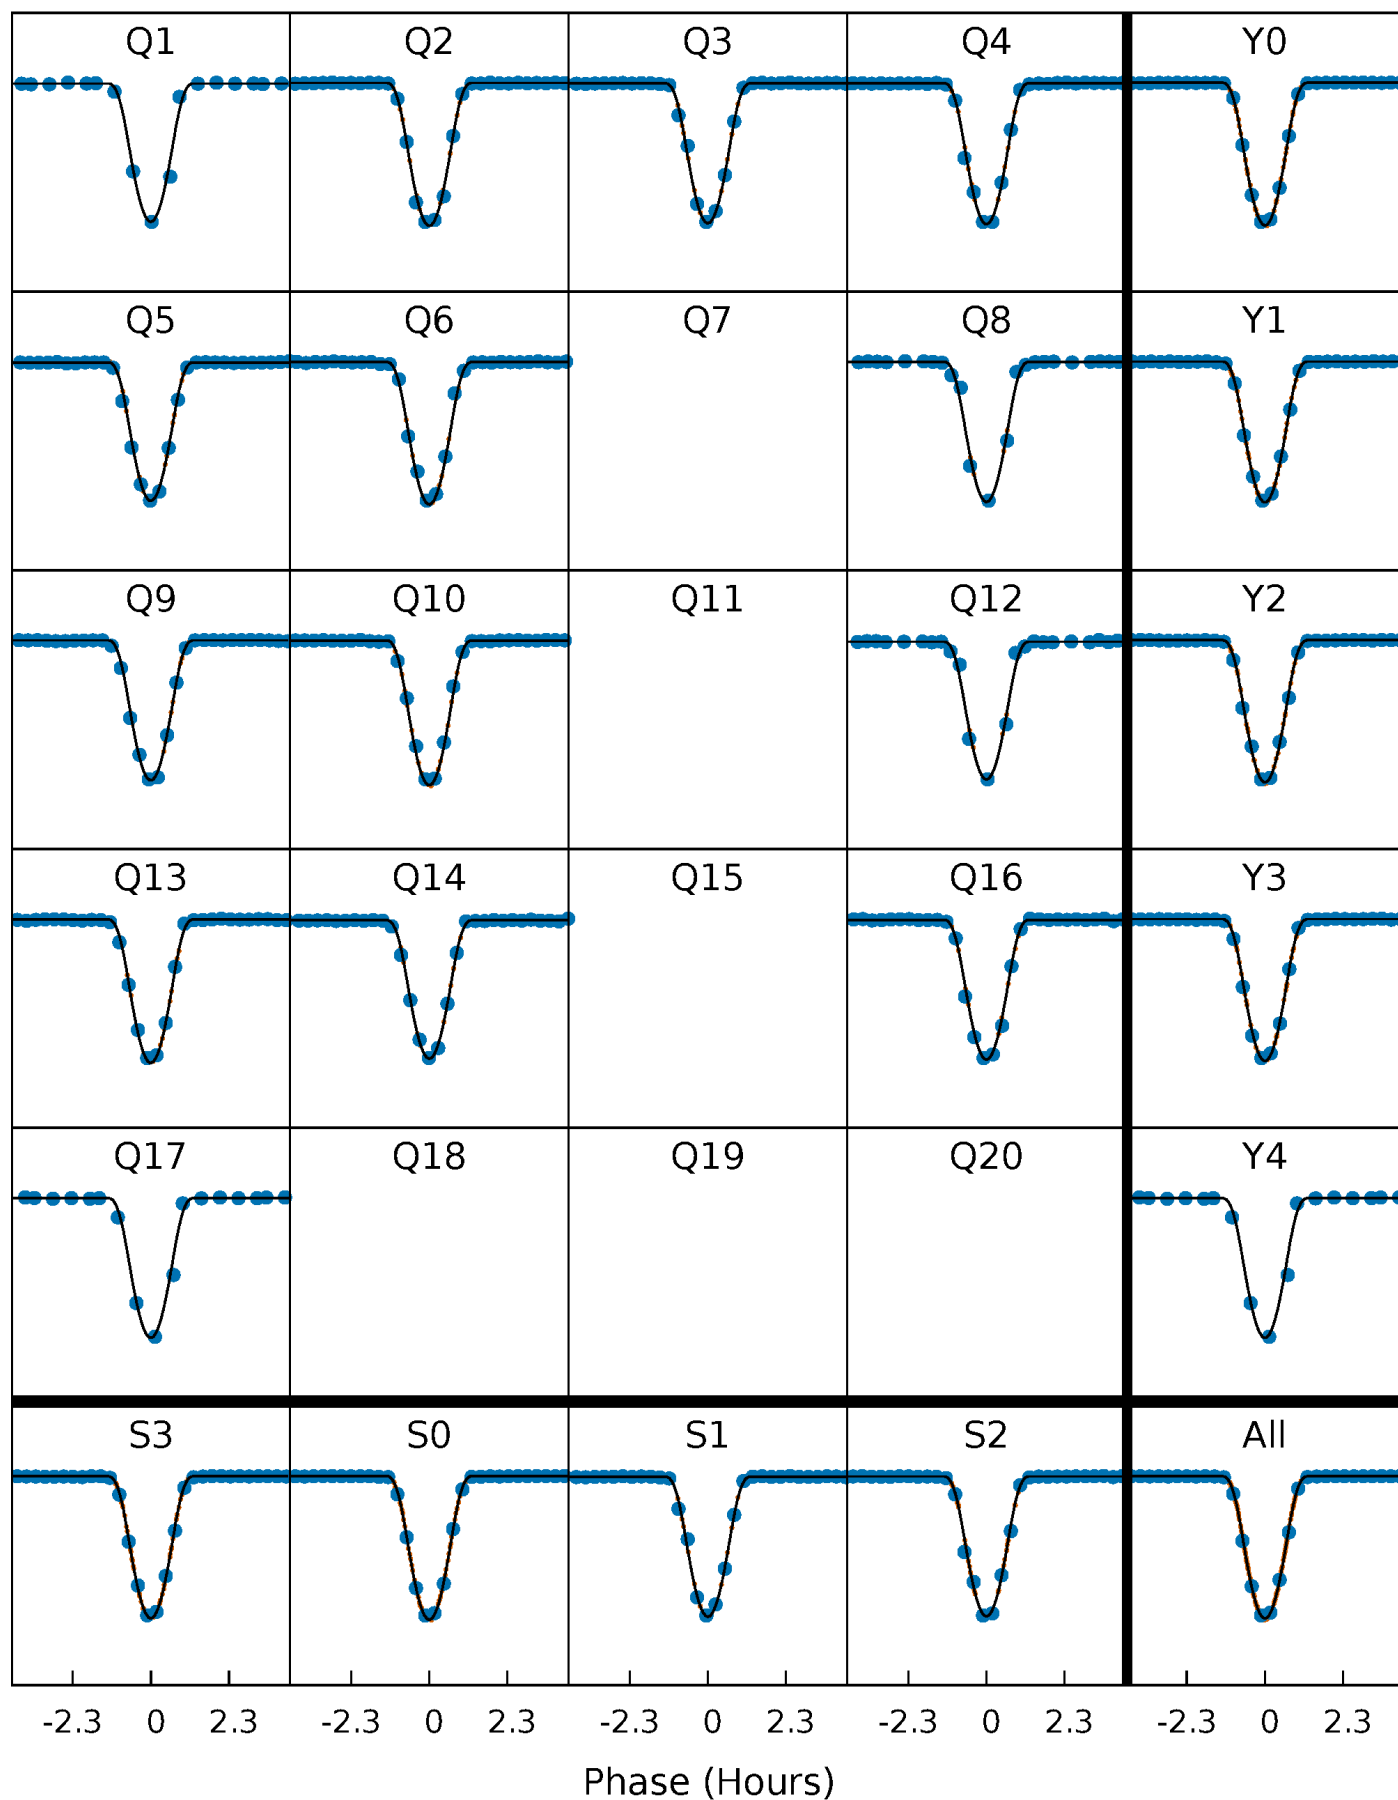 Q1 Q2 Q3 Q4 Y0
Q5 Q6 Q7 Q8 Y1
Q9 Q10 Q11 Q12 Y2
Q13 Q14 Q15 Q16 Y3
Q17 Q18 Q19 Q20 Y4
S3 S0 S1 S2 All
-2.3 0 2.3 -2.3 0 2.3 -2.3 0 2.3 -2.3 0 2.3 -2.3 0 2.3
Phase (Hours)